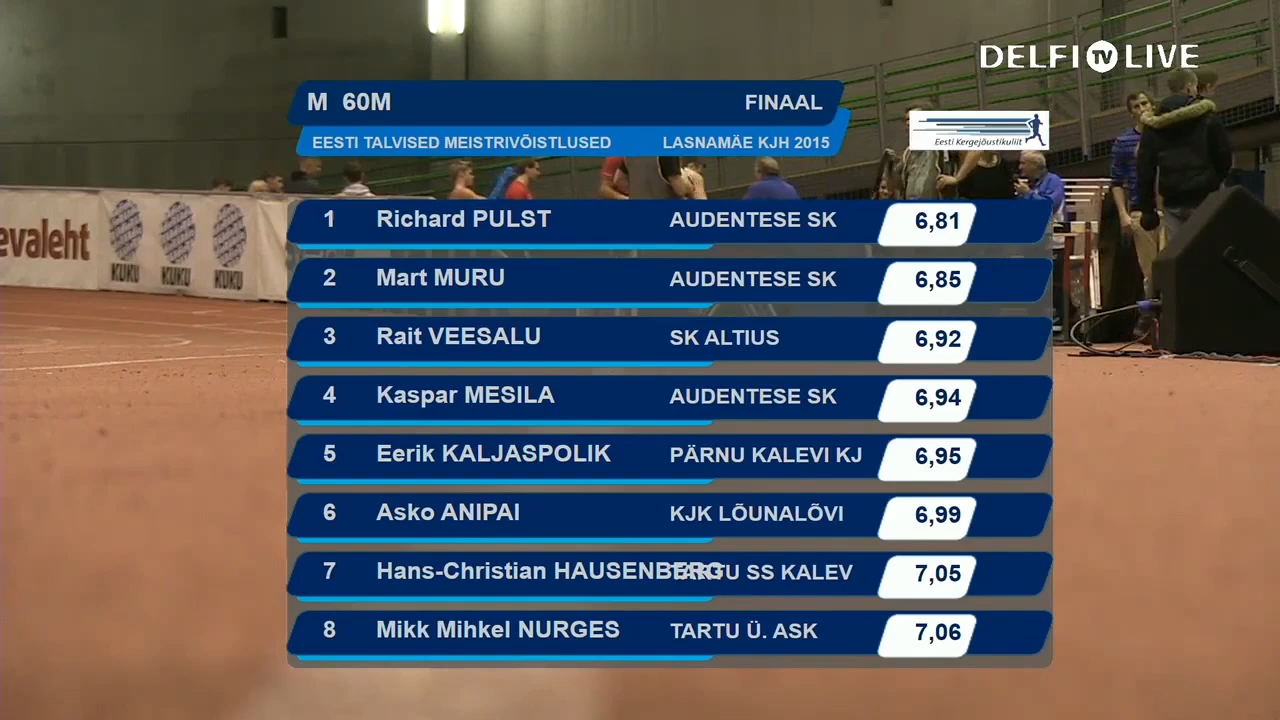 DELFI TV LIVE
M 60M FINAAL
EESTI TALVISED MEISTRIVÕISTLUSED LASNAMÄE KJH 2015
Eesti Kergejõustikuliit
evaleht
KUKU KUKU KUKU
1 Richard PULST AUDENTESE SK 6,81
2 Mart MURU AUDENTESE SK 6,85
3 Rait VEESALU SK ALTIUS 6,92
4 Kaspar MESILA AUDENTESE SK 6,94
5 Eerik KALJASPOLIK PÄRNU KALEVI KJ 6,95
6 Asko ANIPAI KJK LÕUNALÕVI 6,99
7 Hans-Christian HAUSENBERG TARTU SS KALEV 7,05
8 Mikk Mihkel NURGES TARTU Ü. ASK 7,06